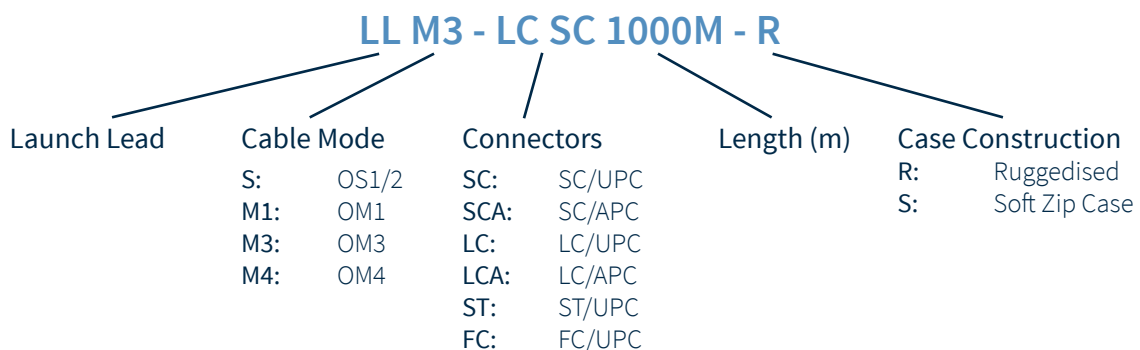 LL M3 - LC SC 1000M - R
Launch Lead
Cable Mode
S: OS1/2
M1: OM1
M3: OM3
M4: OM4
Connectors
SC: SC/UPC
SCA: SC/APC
LC: LC/UPC
LCA: LC/APC
ST: ST/UPC
FC: FC/UPC
Length (m)
Case Construction
R: Ruggedised
S: Soft Zip Case